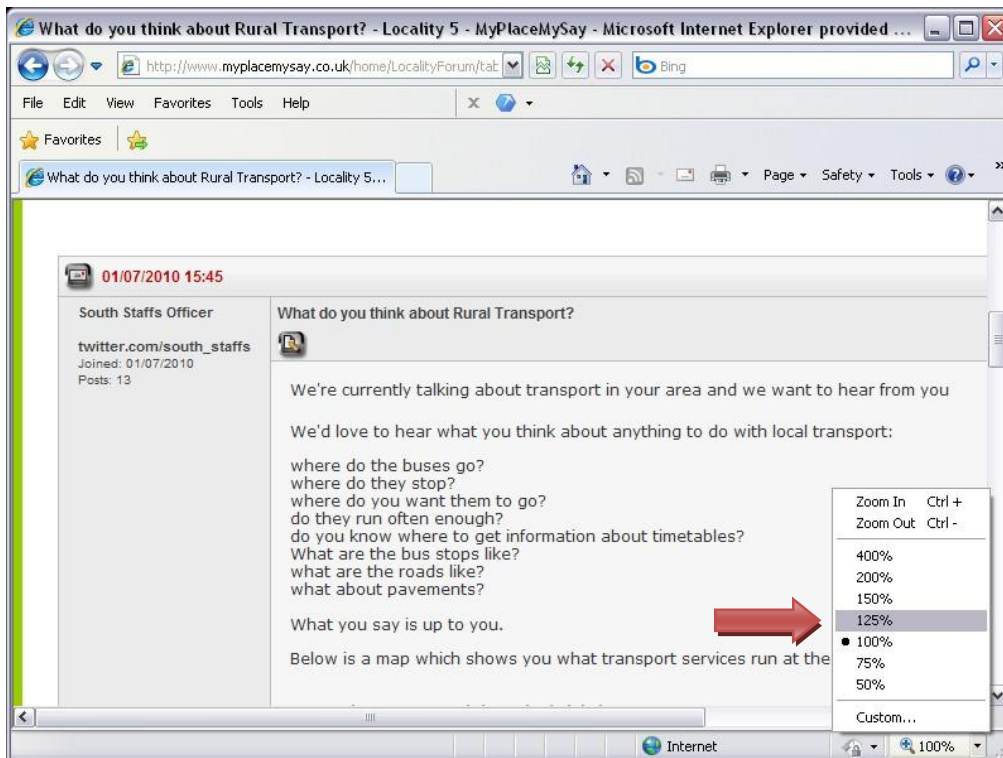 What do you think about Rural Transport? - Locality 5 - MyPlaceMySay - Microsoft Internet Explorer provided ...
http://www.myplacemysay.co.uk/home/LocalityForum/tab
Bing
File Edit View Favorites Tools Help
x
Favorites
What do you think about Rural Transport? - Locality 5...
Page Safety Tools »
01/07/2010 15:45
South Staffs Officer
What do you think about Rural Transport?
twitter.com/south_staffs
Joined: 01/07/2010
Posts: 13
We're currently talking about transport in your area and we want to hear from you
We'd love to hear what you think about anything to do with local transport:
where do the buses go?
where do they stop?
where do you want them to go?
do they run often enough?
do you know where to get information about timetables?
What are the bus stops like?
what are the roads like?
what about pavements?
What you say is up to you.
Below is a map which shows you what transport services run at the
Zoom In Ctrl +
Zoom Out Ctrl -
400%
200%
150%
125%
100%
75%
50%
Custom...
Internet
100%